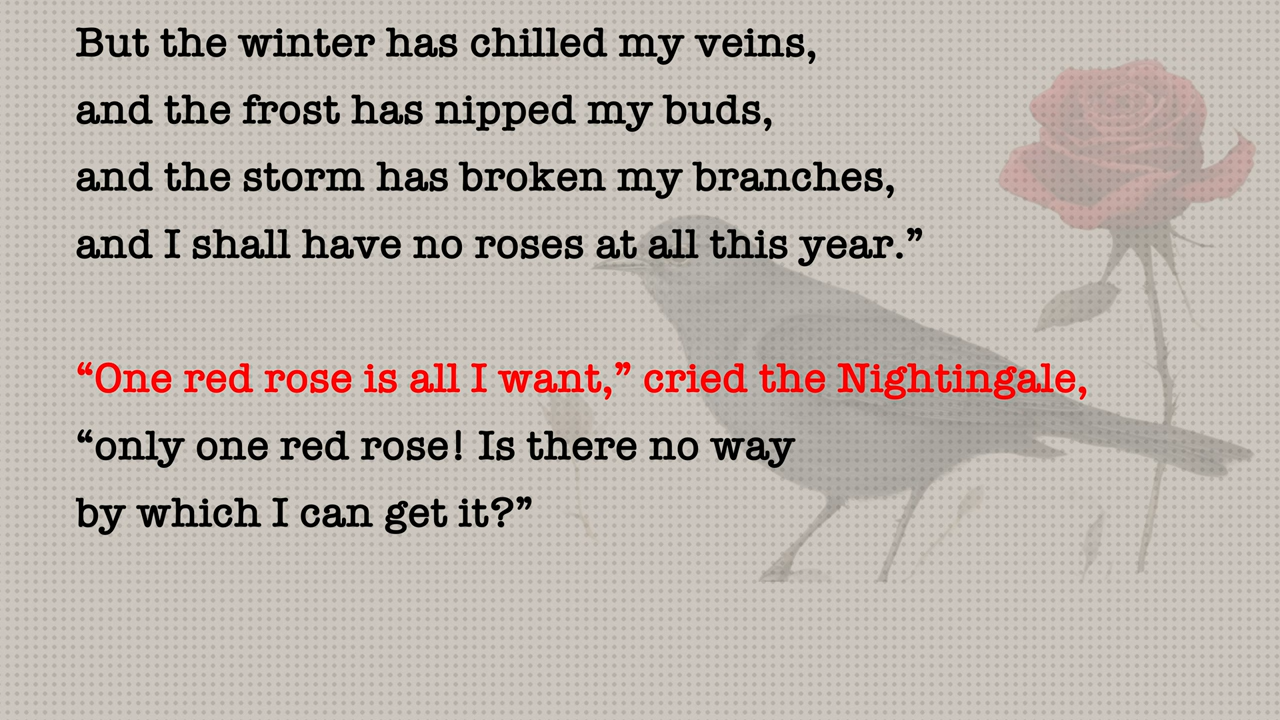 But the winter has chilled my veins,
and the frost has nipped my buds,
and the storm has broken my branches,
and I shall have no roses at all this year.”
“One red rose is all I want,” cried the Nightingale,
“only one red rose! Is there no way
by which I can get it?”